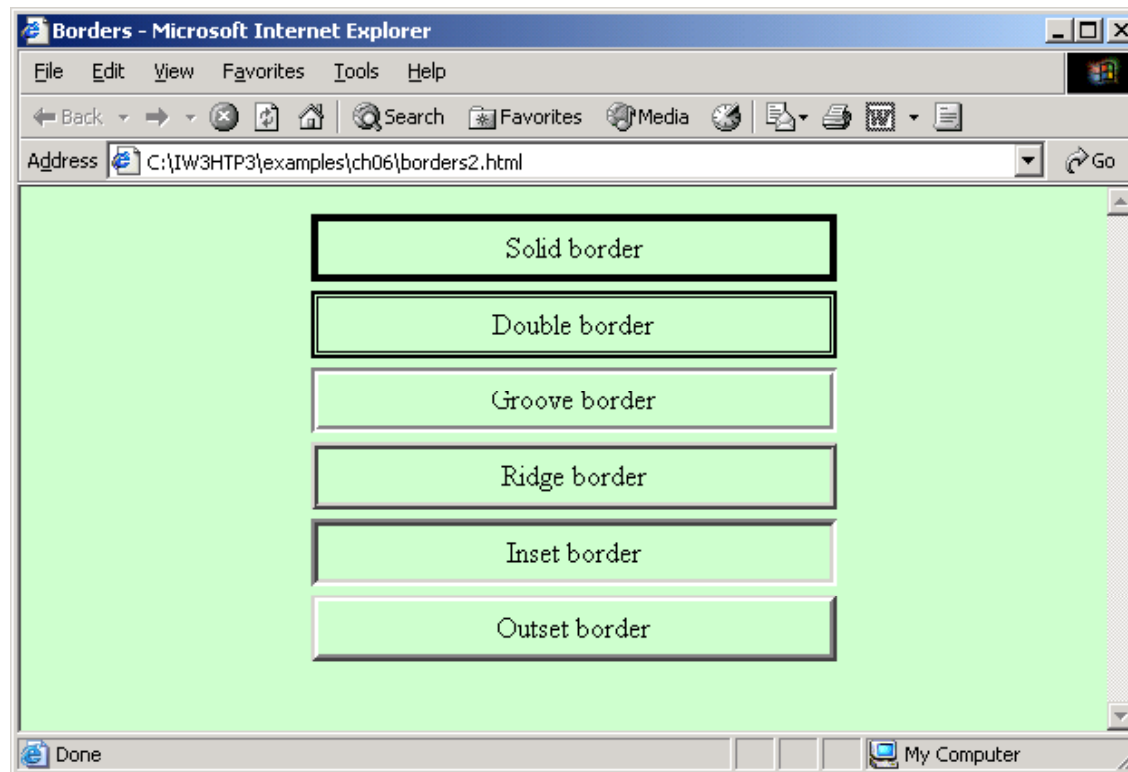 Borders - Microsoft Internet Explorer
File Edit View Favorites Tools Help
Back Search Favorites Media
Address C:\IW3HTP3\examples\ch06\borders2.html Go
Solid border
Double border
Groove border
Ridge border
Inset border
Outset border
Done My Computer